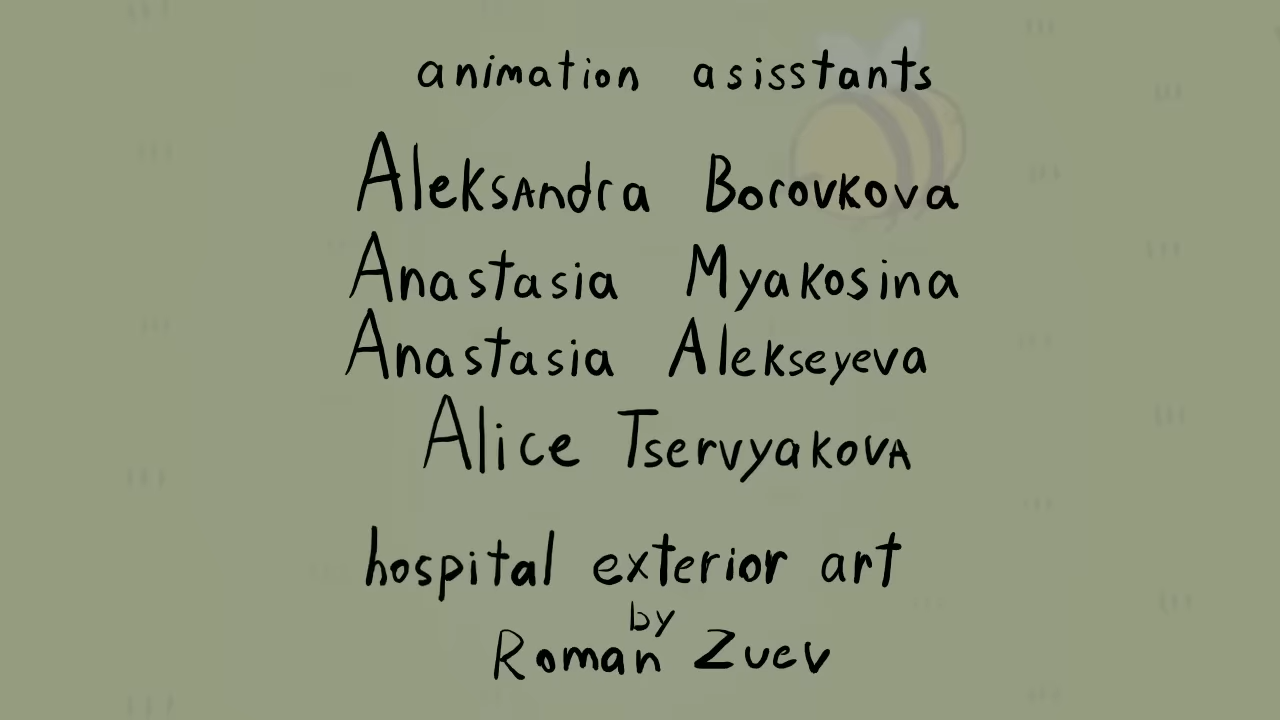 animation asisstants
Aleksandra Borovkova
Anastasia Myakosina
Anastasia Alekseyeva
Alice Tservyakova
hospital exterior art
by
Roman Zuev